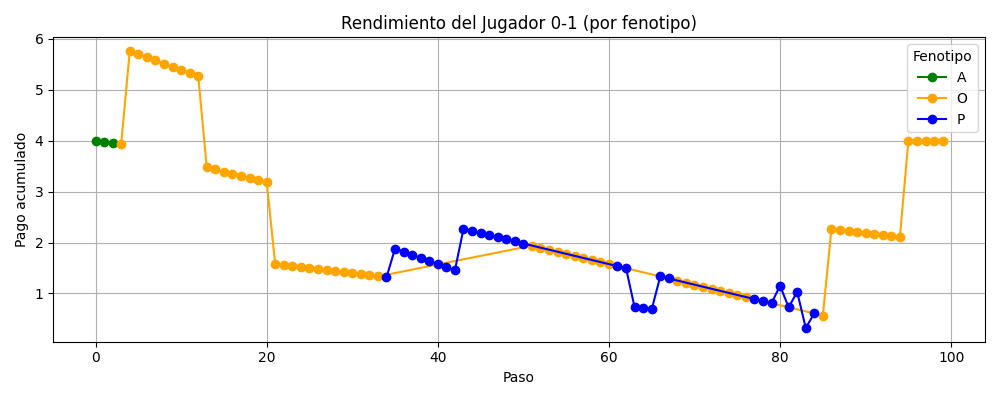 Rendimiento del Jugador 0-1 (por fenotipo)
Pago acumulado
6
5
4
3
2
1
0
20
40
60
80
100
Paso
Fenotipo
A
O
P